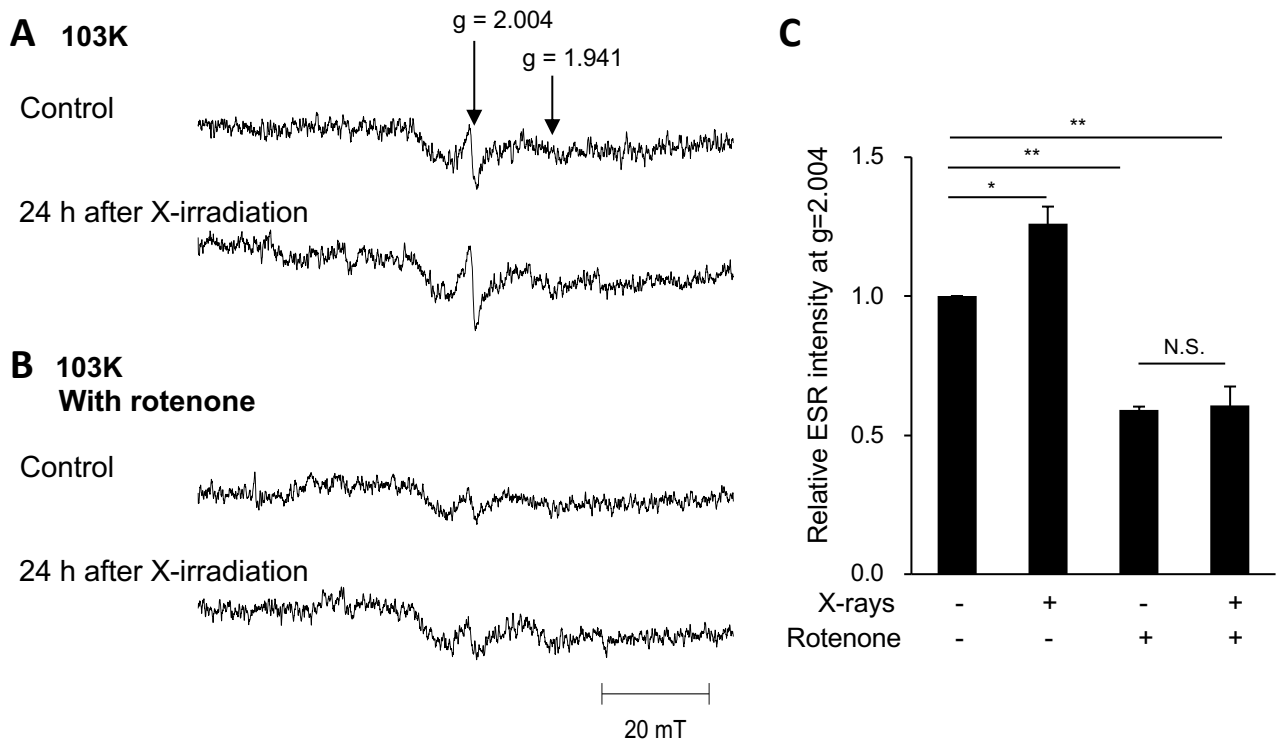 A 103K
g = 2.004
g = 1.941
Control
24 h after X-irradiation
B 103K
With rotenone
Control
24 h after X-irradiation
20 mT
C
Relative ESR intensity at g=2.004
1.5
1.0
0.5
0.0
**
**
*
N.S.
X-rays - + - +
Rotenone - - + +